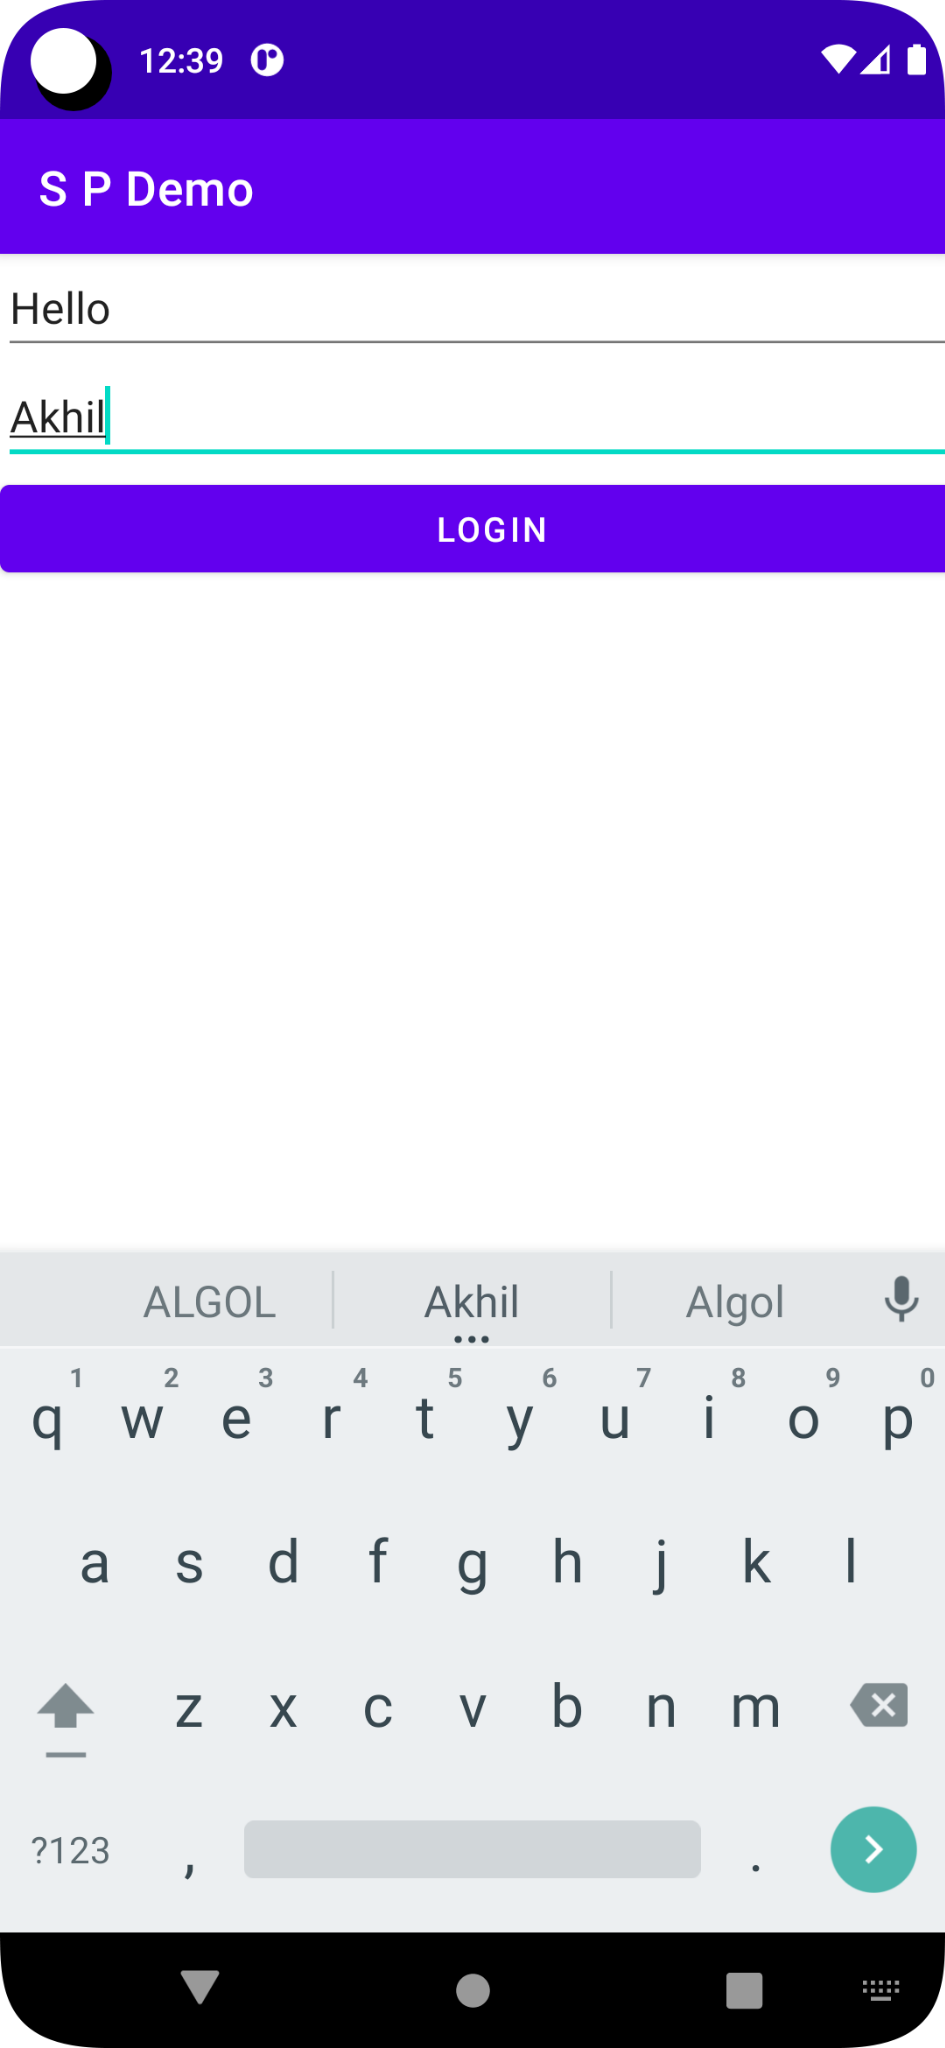 12:39
S P Demo
Hello
Akhil
LOGIN
ALGOL Akhil Algol
1 2 3 4 5 6 7 8 9 0
q w e r t y u i o p
a s d f g h j k l
z x c v b n m
?123 , .